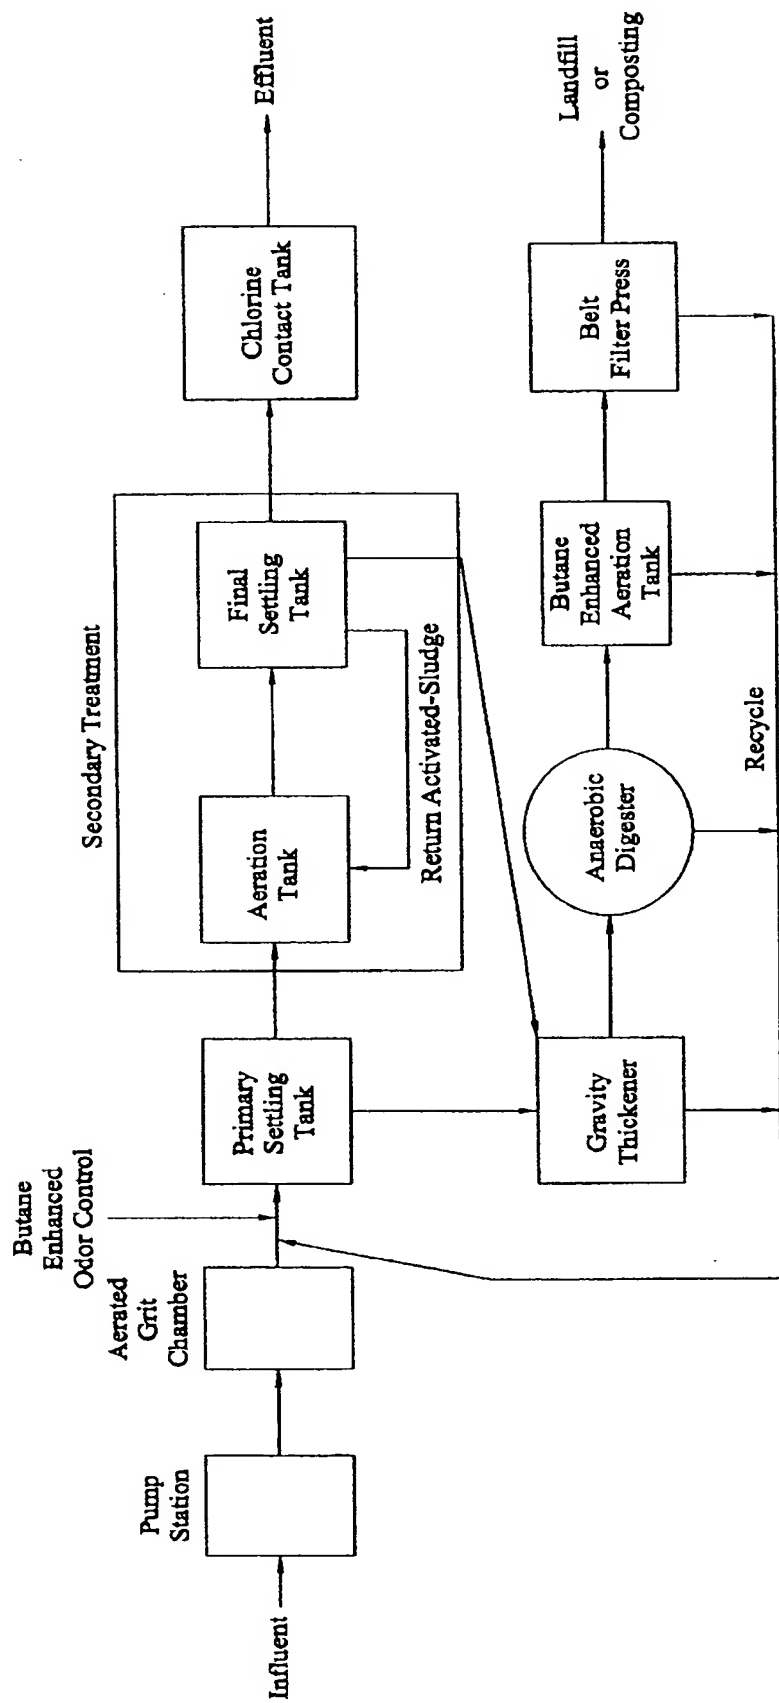 Influent
Pump
Station
Aerated
Grit
Chamber
Butane
Enhanced
Odor Control
Primary
Settling
Tank
Secondary Treatment
Aeration
Tank
Final
Settling
Tank
Return Activated-Sludge
Chlorine
Contact Tank
Effluent
Gravity
Thickener
Anaerobic
Digester
Butane
Enhanced
Aeration
Tank
Belt
Filter Press
Landfill
or
Composting
Recycle